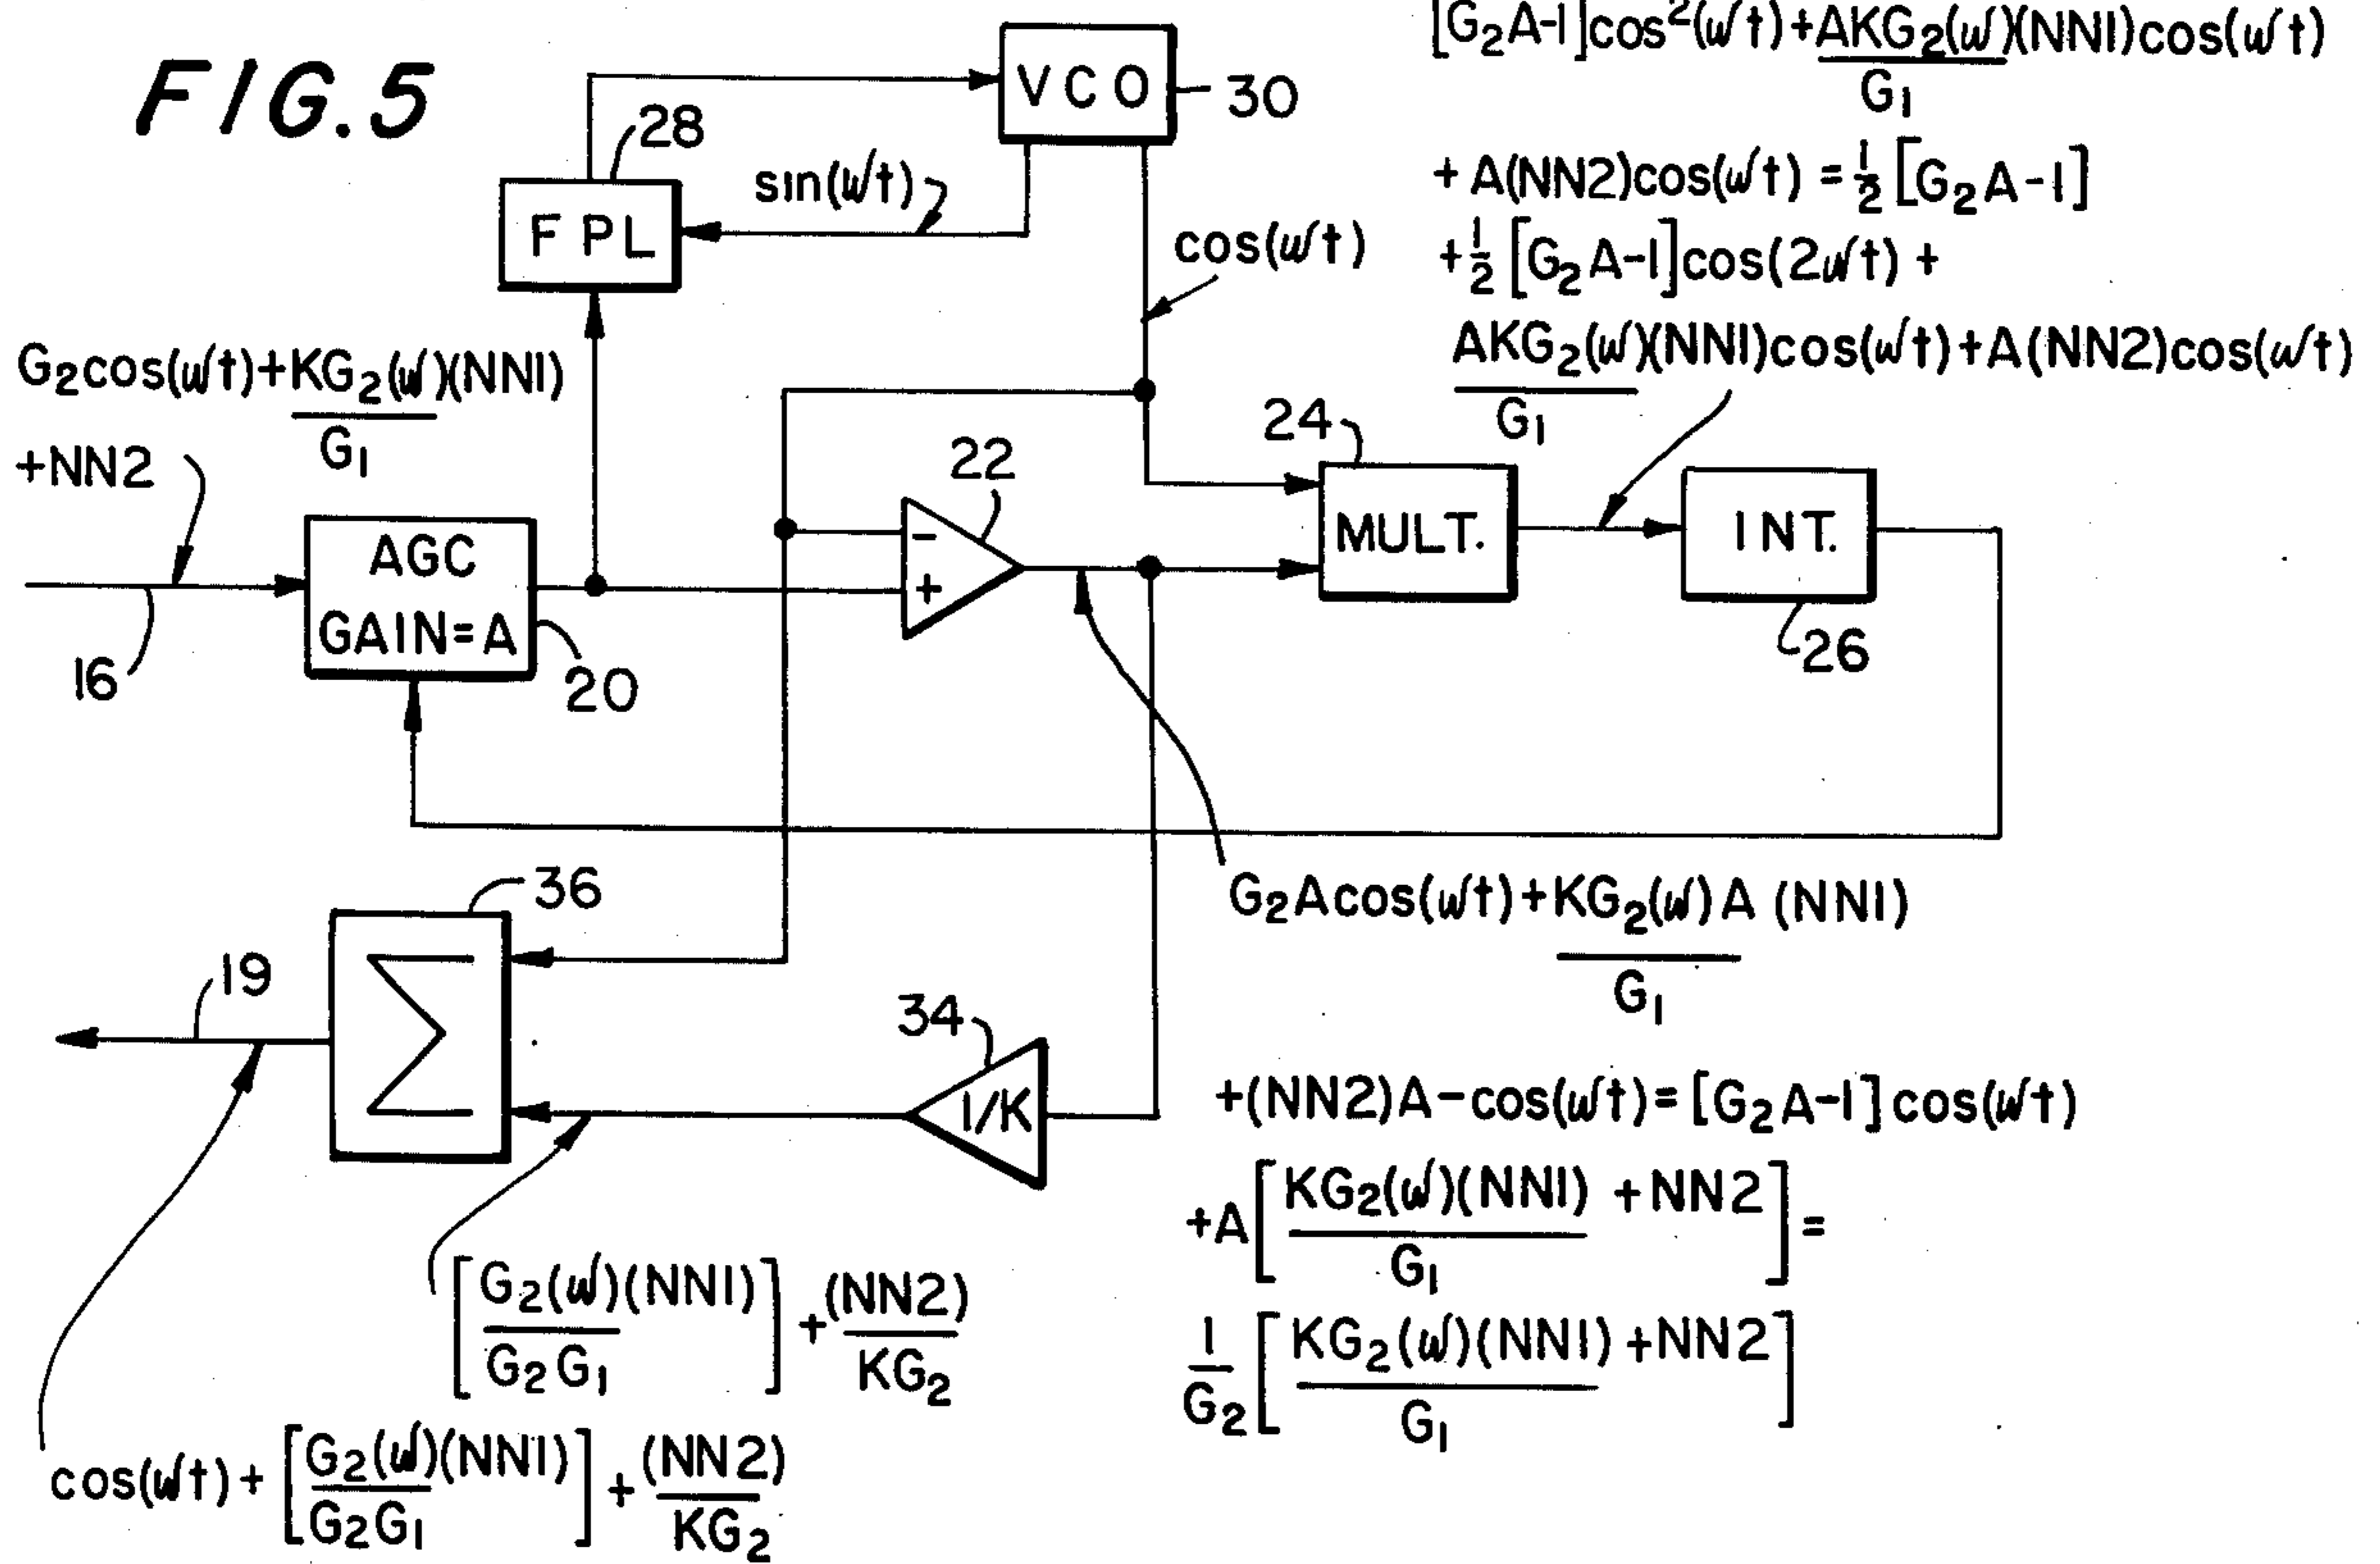 FIG.5
VCO
30
28
sin(ωt)
FPL
cos(ωt)
[G₂A-1]cos²(ωt)+AKG₂(ω)(NN1)cos(ωt)
G₁
+A(NN2)cos(ωt) = ½[G₂A-1]
+½[G₂A-1]cos(2ωt)+
AKG₂(ω)(NN1)cos(ωt)+A(NN2)cos(ωt)
G₁
G₂cos(ωt)+KG₂(ω)(NN1)
G₁
+NN2
16
AGC
GAIN=A
20
22
-
+
24
MULT.
INT.
26
G₂Acos(ωt)+KG₂(ω)A (NN1)
G₁
+(NN2)A-cos(ωt)=[G₂A-1]cos(ωt)
+A[KG₂(ω)(NN1) +NN2]=
G₁
1
G₂
[KG₂(ω)(NN1)+NN2]
G₁
36
Σ
19
34
1/K
[G₂(ω)(NN1)]+(NN2)
G₂G₁ KG₂
cos(ωt)+[G₂(ω)(NN1)]+(NN2)
G₂G₁ KG₂